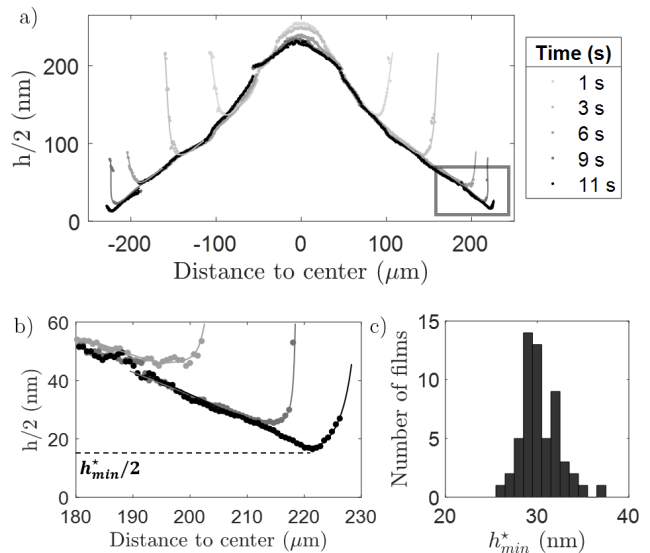 a)
h/2 (nm)
200
100
0
-200 -100 0 100 200
Distance to center (μm)
Time (s)
1 s
3 s
6 s
9 s
11 s
b)
h/2 (nm)
60
40
20
0
h*min/2
180 190 200 210 220 230
Distance to center (μm)
c)
Number of films
15
10
5
0
20 30 40
h*min (nm)